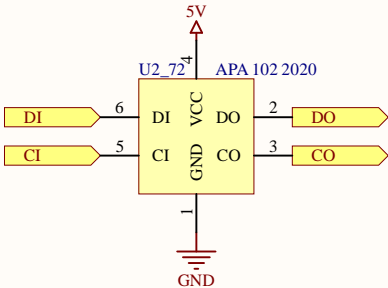 5V
4
U2_72 APA 102 2020
DI 6 DI VCC DO 2 DO
CI 5 CI GND CO 3 CO
1
GND